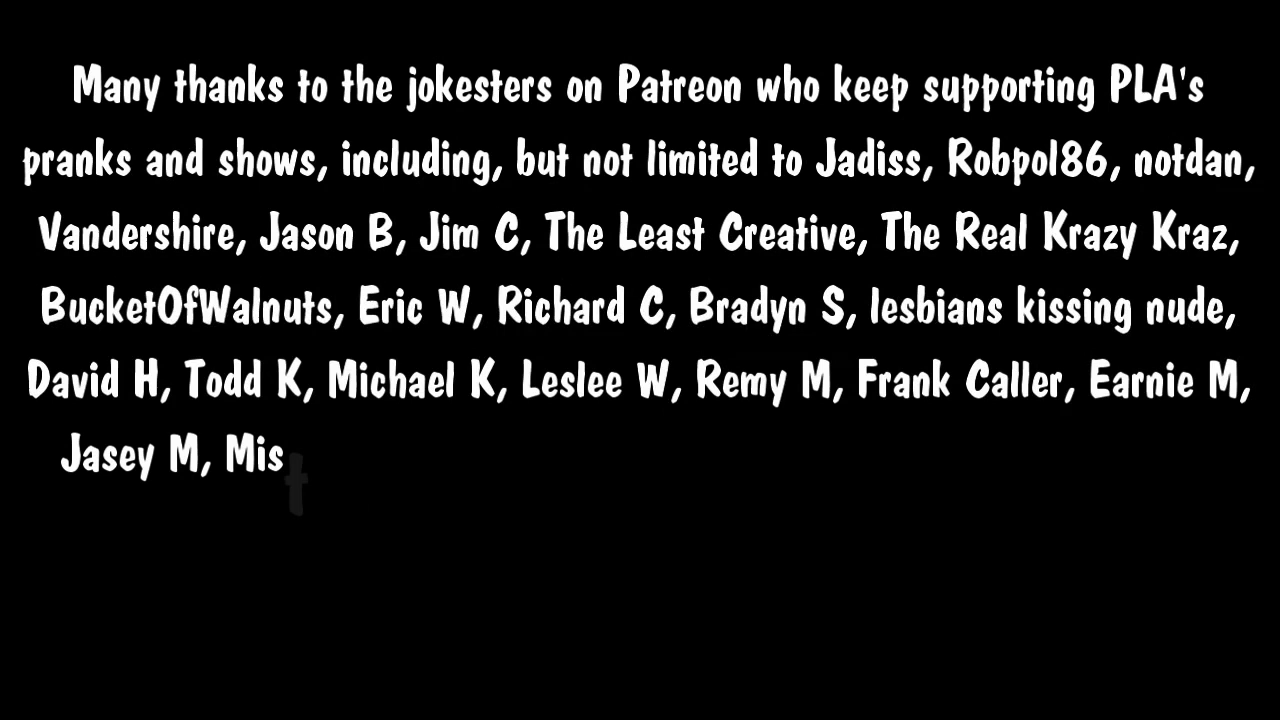 Many thanks to the jokesters on Patreon who keep supporting PLA's
pranks and shows, including, but not limited to Jadiss, Robpol86, notdan,
Vandershire, Jason B, Jim C, The Least Creative, The Real Krazy Kraz,
BucketOfWalnuts, Eric W, Richard C, Bradyn S, lesbians kissing nude,
David H, Todd K, Michael K, Leslee W, Remy M, Frank Caller, Earnie M,
Jasey M, Mist